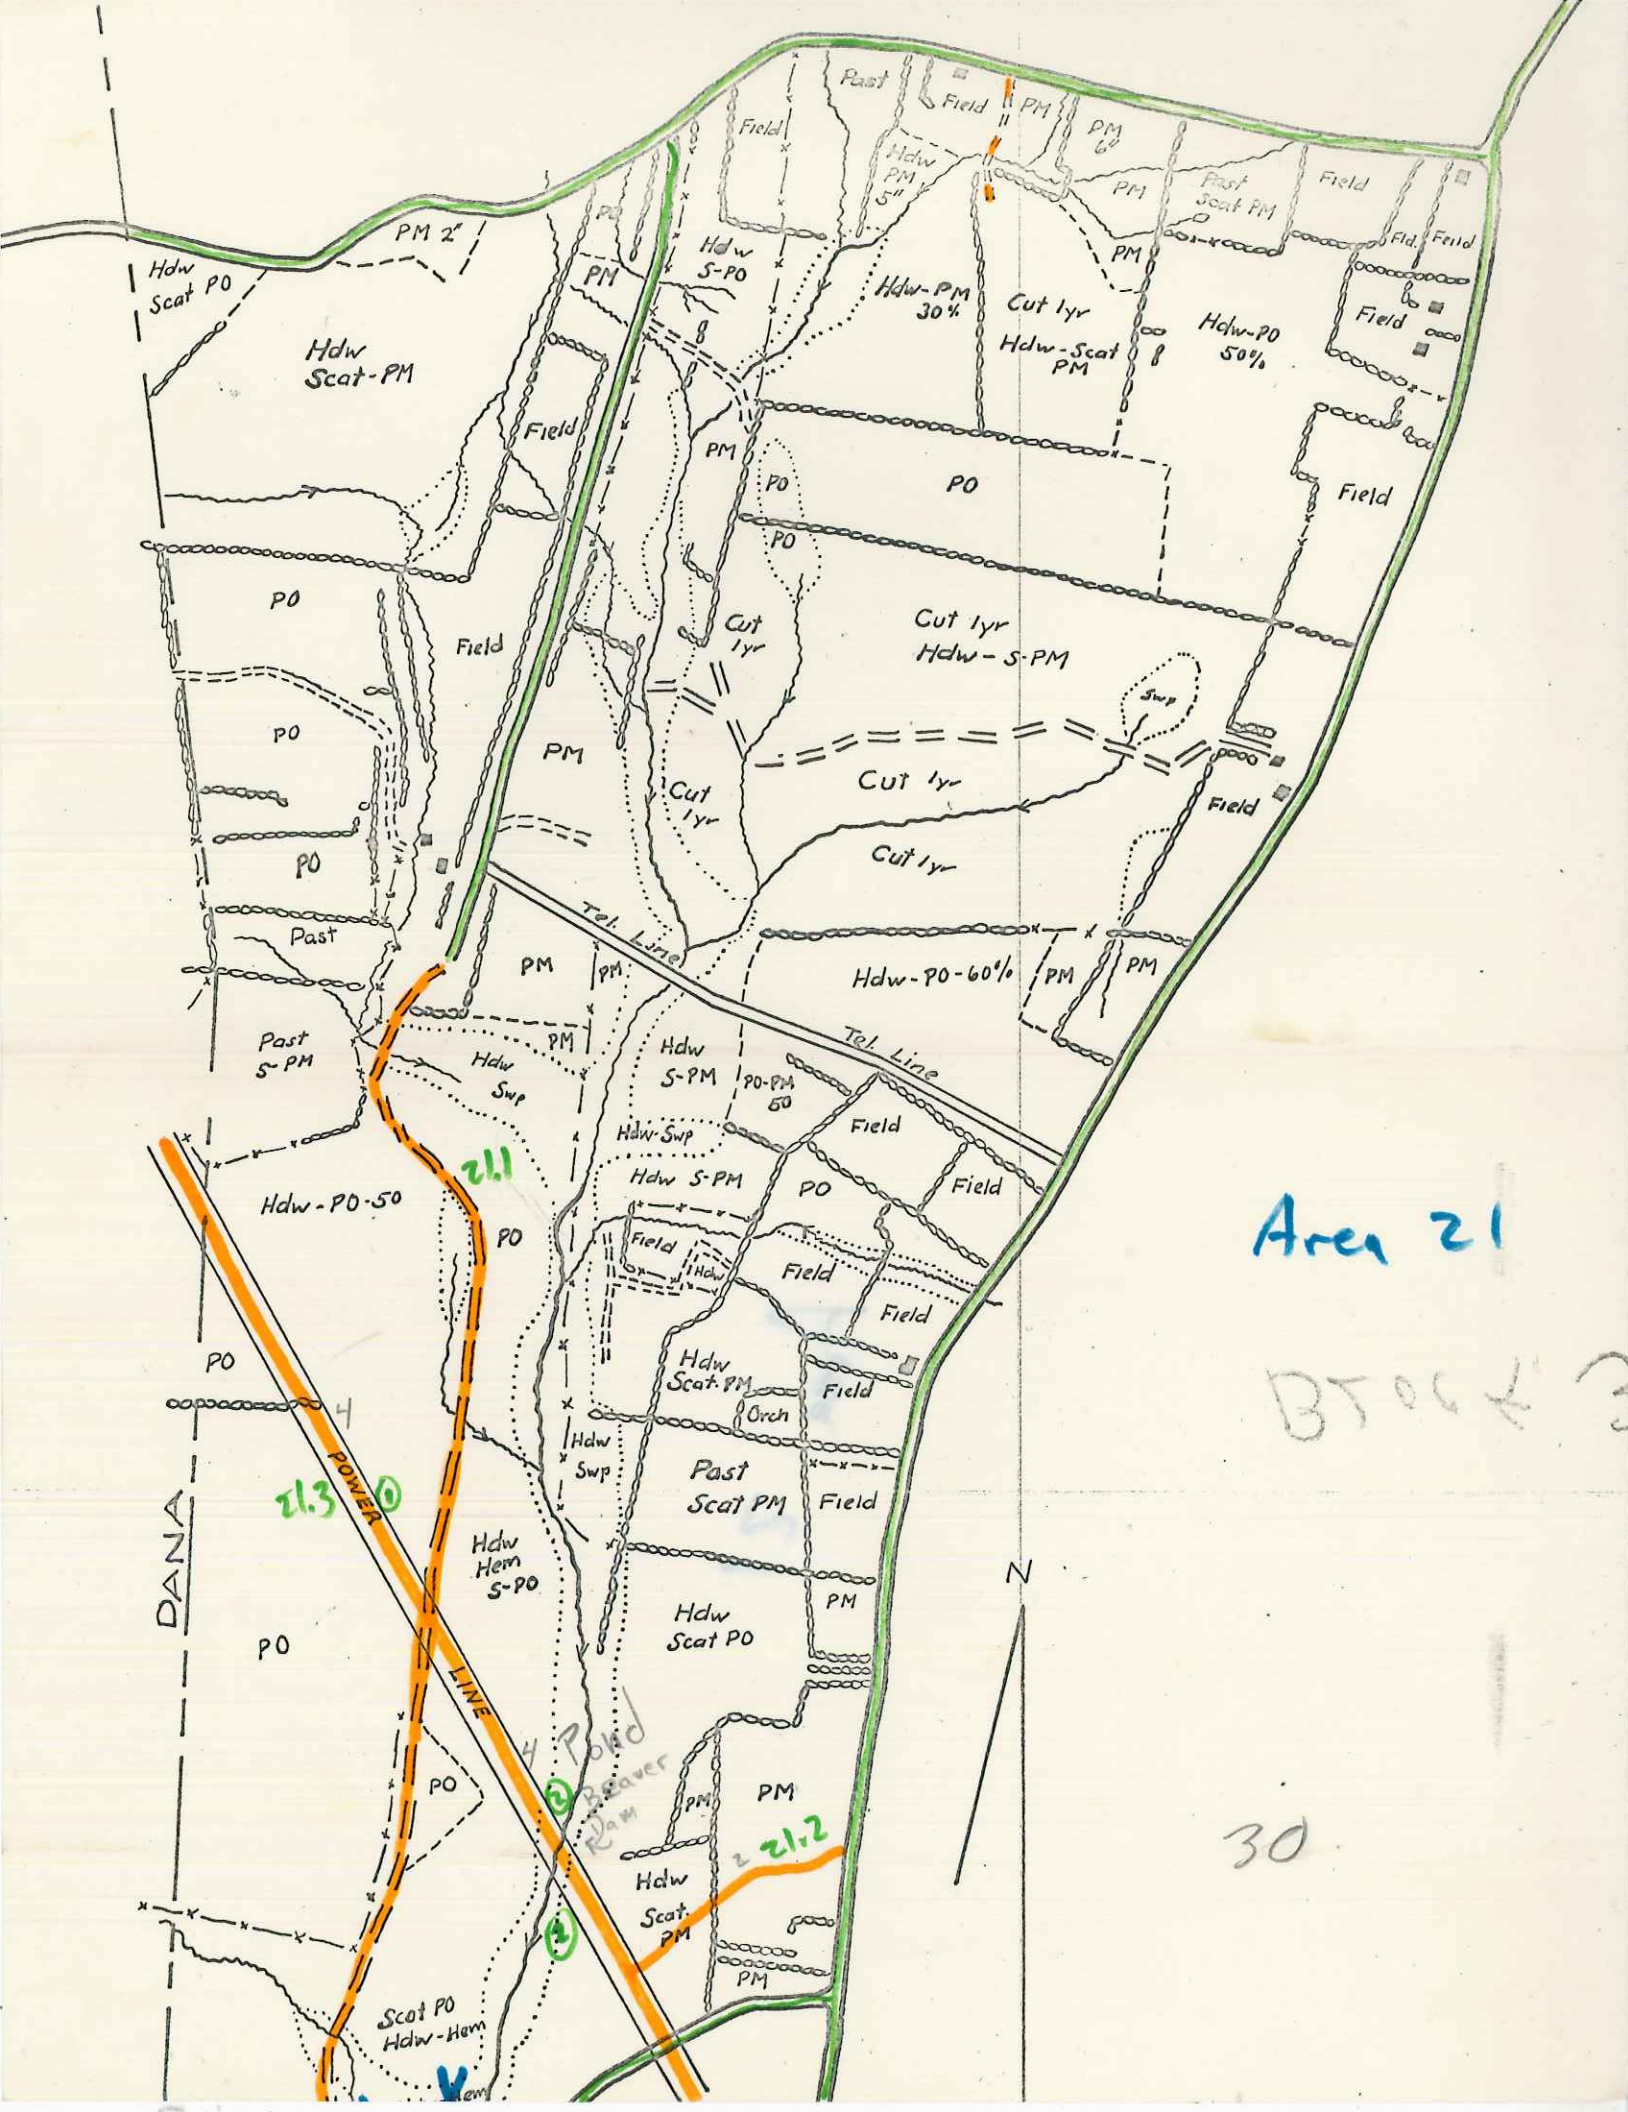 Past
Field
PM
Field
PM
6"
Hdw
PM
5"
PM
Past
Scat PM
Field
PO
PM 2"
Fld.
Feild
Hdw
Scat PO
Hdw
S-PO
PM
PM
Hdw-PM
30%
Cut 1yr
Hdw-Scat
PM
Hdw-PO
50%
Field
Hdw
Scat-PM
Field
PM
PO
PO
Field
PO
PO
Field
Cut
1yr
Cut 1yr
Hdw-S-PM
Swp
PO
PM
Cut
1yr
Cut 1yr
Field
PO
Cut 1yr
Past
Tel. Line
PM
PM
Hdw-PO-60%
PM
PM
Past
S-PM
PM
Hdw
Swp
Hdw
S-PM
Tel. Line
PO-PM
50
Field
Hdw-Swp
21.1
Hdw S-PM
PO
Field
Hdw-PO-50
PO
Field
Hdw
Field
Area 21
Field
PO
Hdw
Scat.PM
Field
Orch
4
Hdw
Swp
Past
Scat PM
Field
21.3
POWER
1
DANA
Hdw
Hem
S-PO
N
PM
Hdw
Scat PO
PO
LINE
4
Pond
Beaver
Dam
2
PO
PM
PM
2
21.2
30
Hdw
Scat.
PM
2
PM
Scat PO
Hdw-Hem
Hem